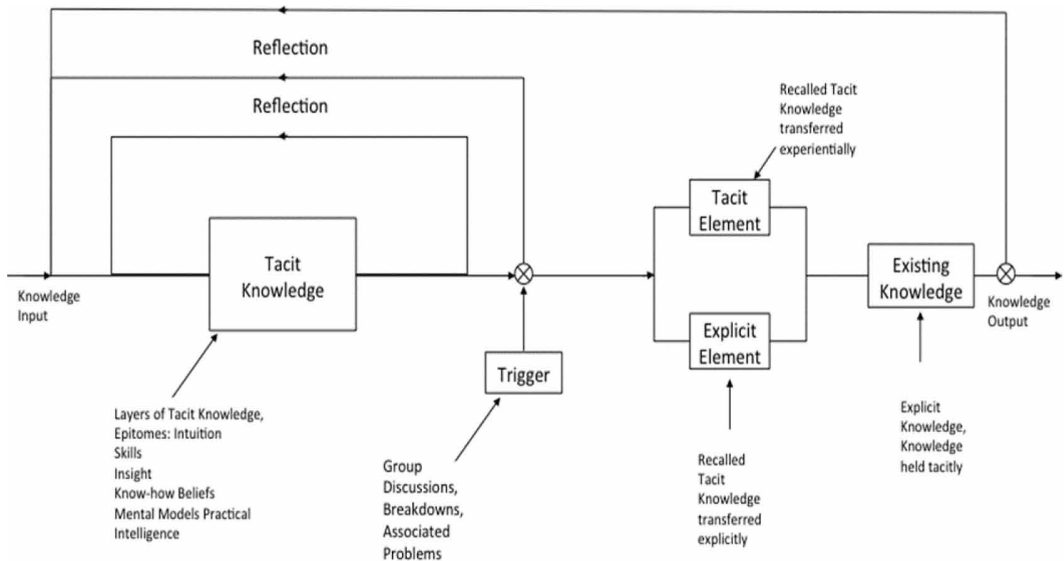 Reflection
Reflection
Recalled Tacit
Knowledge
transferred
experientially
Tacit
Element
Tacit
Knowledge
Existing
Knowledge
Knowledge
Input
Knowledge
Output
Explicit
Element
Trigger
Layers of Tacit Knowledge,
Epitomes: Intuition
Skills
Insight
Know-how Beliefs
Mental Models Practical
Intelligence
Group
Discussions,
Breakdowns,
Associated
Problems
Recalled
Tacit
Knowledge
transferred
explicitly
Explicit
Knowledge,
Knowledge
held tacitly